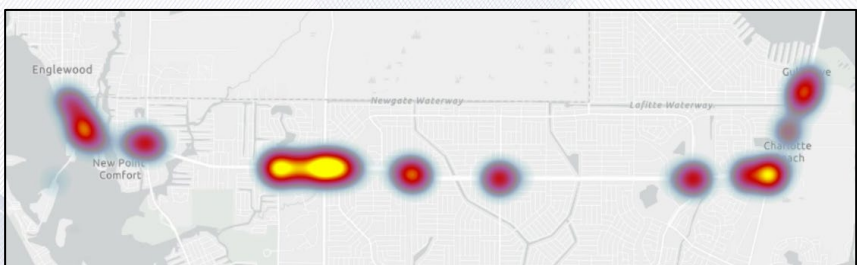 Englewood
Newgate Waterway
Lafitte Waterway
New Point
Comfort
Charlotte